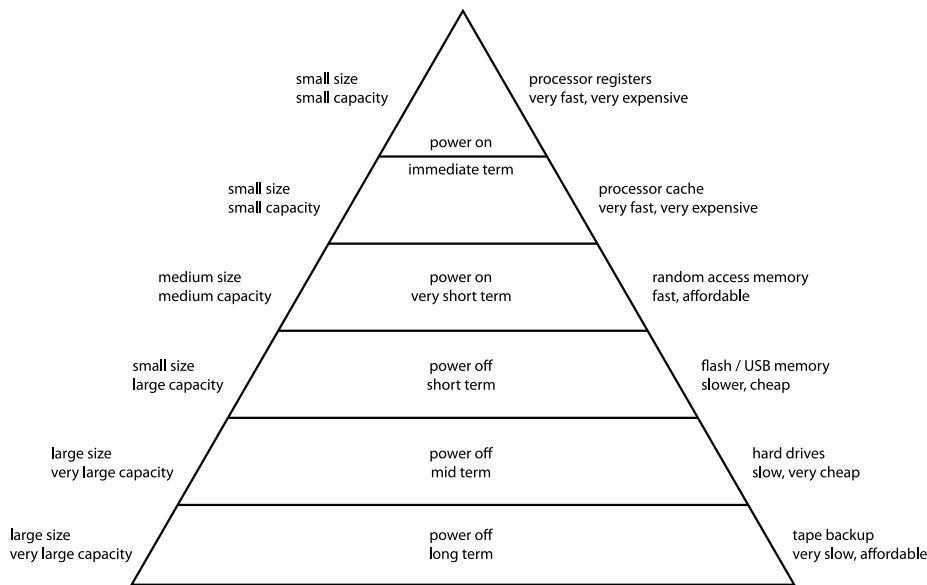 small size
small capacity
processor registers
very fast, very expensive
power on
immediate term
small size
small capacity
processor cache
very fast, very expensive
medium size
medium capacity
power on
very short term
random access memory
fast, affordable
small size
large capacity
power off
short term
flash / USB memory
slower, cheap
large size
very large capacity
power off
mid term
hard drives
slow, very cheap
large size
very large capacity
power off
long term
tape backup
very slow, affordable